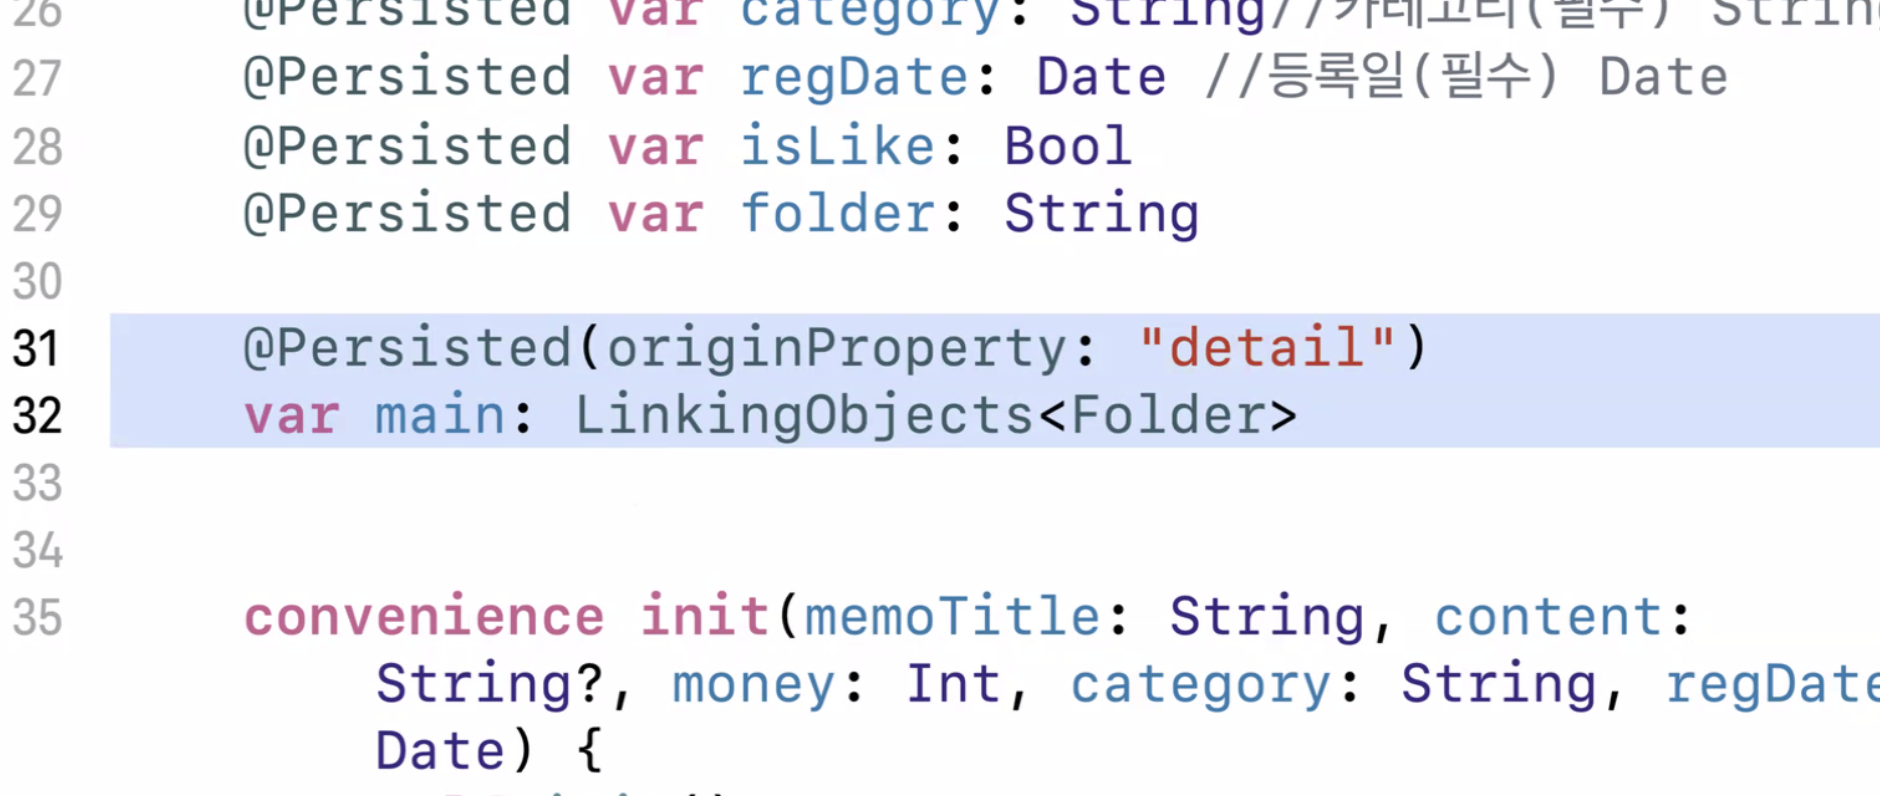 26 @Persisted var category: String//카테고리(필수) String
27 @Persisted var regDate: Date //등록일(필수) Date
28 @Persisted var isLike: Bool
29 @Persisted var folder: String
30
31 @Persisted(originProperty: "detail")
32 var main: LinkingObjects<Folder>
33
34
35 convenience init(memoTitle: String, content:
String?, money: Int, category: String, regDate
Date) {